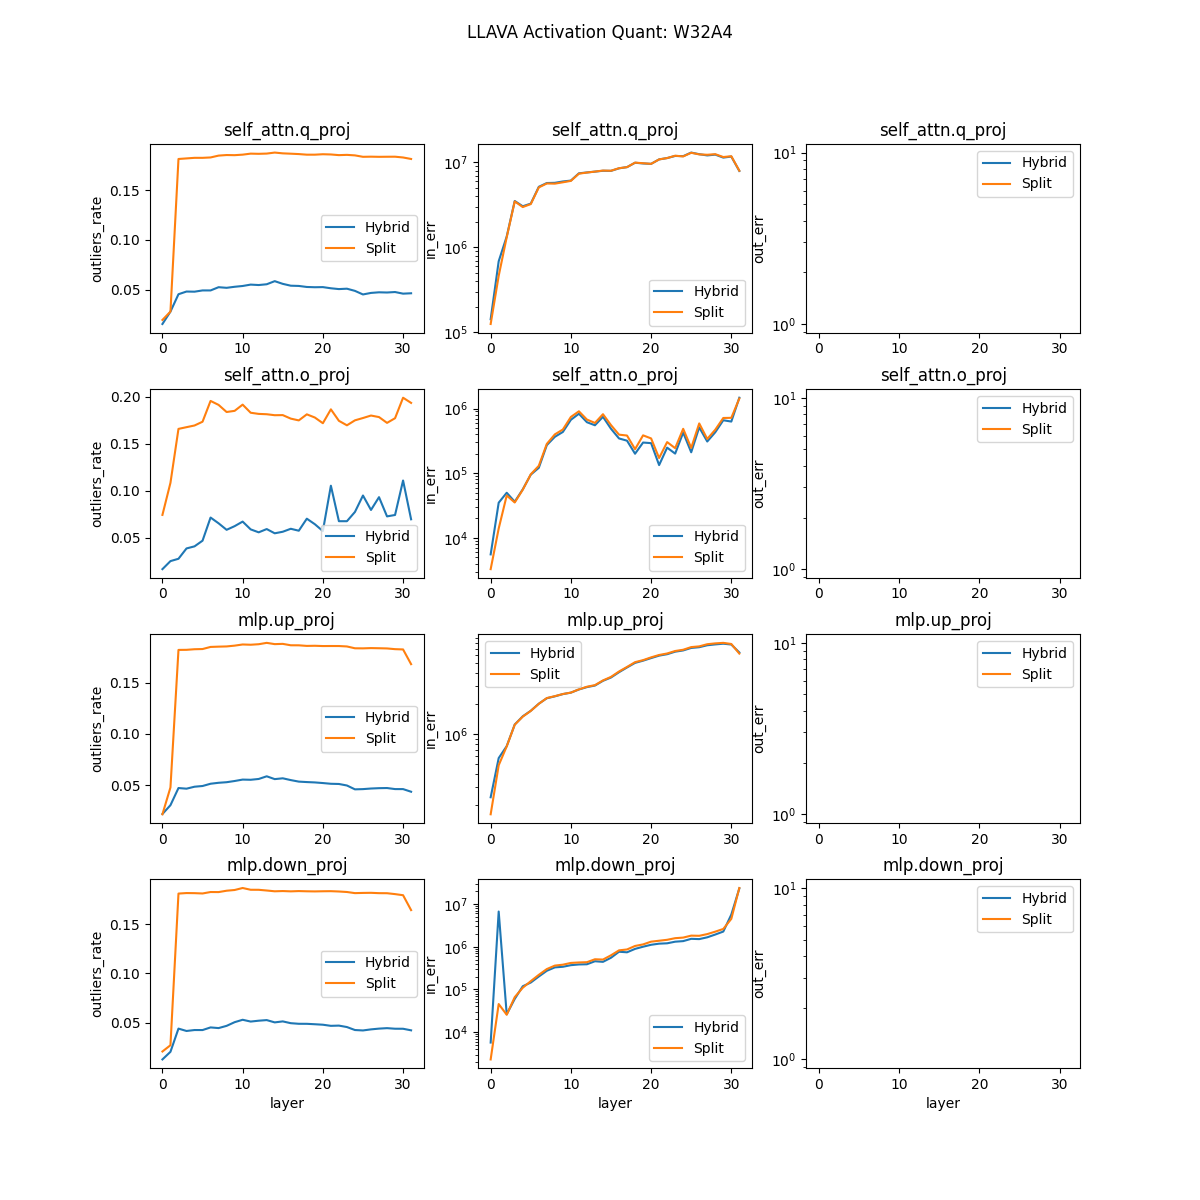 LLAVA Activation Quant: W32A4
self_attn.q_proj
outliers_rate
0.15
0.10
0.05
0 10 20 30
Hybrid
Split
self_attn.q_proj
in_err
10^7
10^6
10^5
0 10 20 30
Hybrid
Split
self_attn.q_proj
out_err
10^1
10^0
0 10 20 30
Hybrid
Split
self_attn.o_proj
outliers_rate
0.20
0.15
0.10
0.05
0 10 20 30
Hybrid
Split
self_attn.o_proj
in_err
10^6
10^5
10^4
0 10 20 30
Hybrid
Split
self_attn.o_proj
out_err
10^1
10^0
0 10 20 30
Hybrid
Split
mlp.up_proj
outliers_rate
0.15
0.10
0.05
0 10 20 30
Hybrid
Split
mlp.up_proj
in_err
10^6
0 10 20 30
Hybrid
Split
mlp.up_proj
out_err
10^1
10^0
0 10 20 30
Hybrid
Split
mlp.down_proj
outliers_rate
0.15
0.10
0.05
0 10 20 30
layer
Hybrid
Split
mlp.down_proj
in_err
10^7
10^6
10^5
10^4
0 10 20 30
layer
Hybrid
Split
mlp.down_proj
out_err
10^1
10^0
0 10 20 30
layer
Hybrid
Split